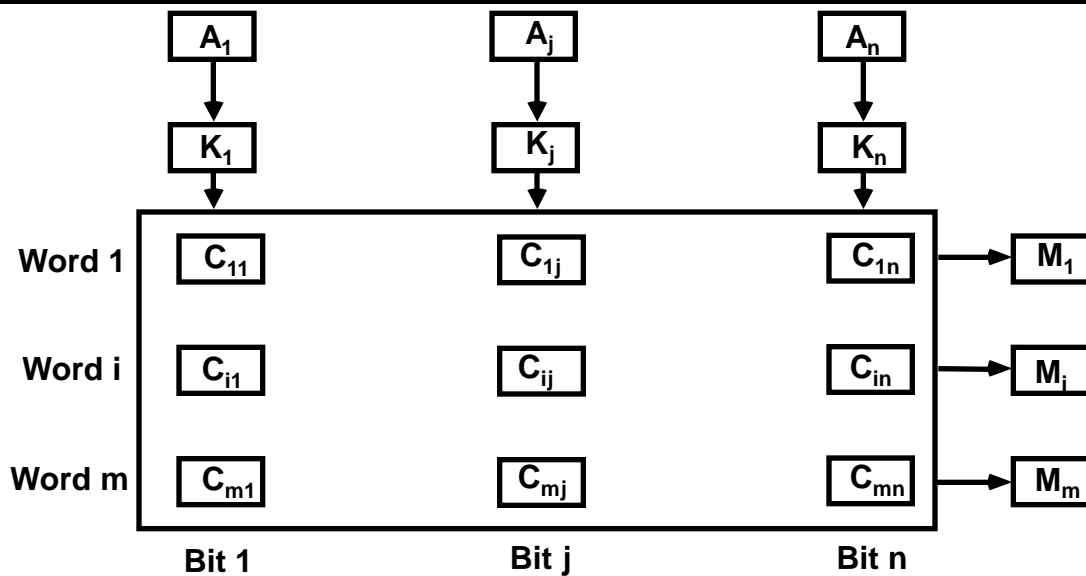 A₁ Aⱼ Aₙ
K₁ Kⱼ Kₙ
Word 1 C₁₁ C₁ⱼ C₁ₙ M₁
Word i Cᵢ₁ Cᵢⱼ Cᵢₙ Mᵢ
Word m Cₘ₁ Cₘⱼ Cₘₙ Mₘ
Bit 1 Bit j Bit n